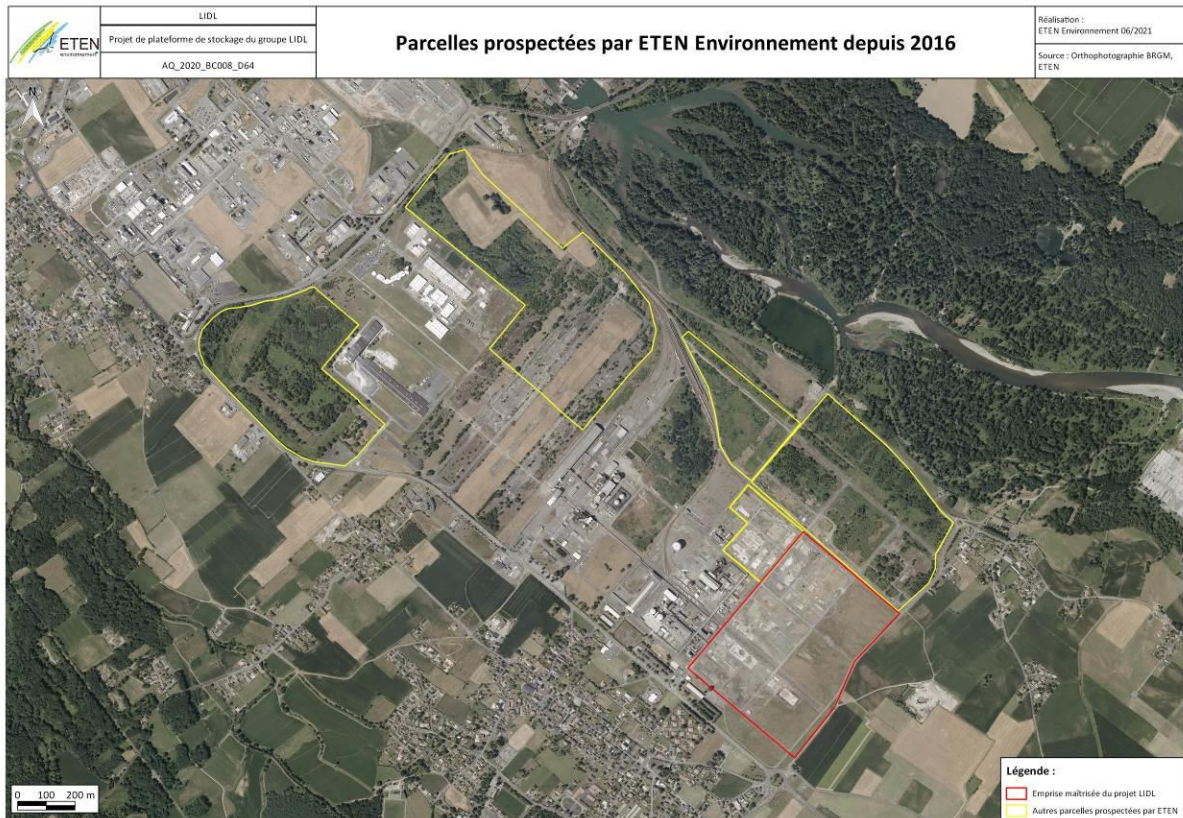 ETEN
environnement
LIDL
Projet de plateforme de stockage du groupe LIDL
AQ_2020_BC008_D64
Parcelles prospectées par ETEN Environnement depuis 2016
Réalisation :
ETEN Environnement 06/2021
Source : Orthophotographie BRGM,
ETEN
N
0 100 200 m
Légende :
Emprise maîtrisée du projet LIDL
Autres parcelles prospectées par ETEN